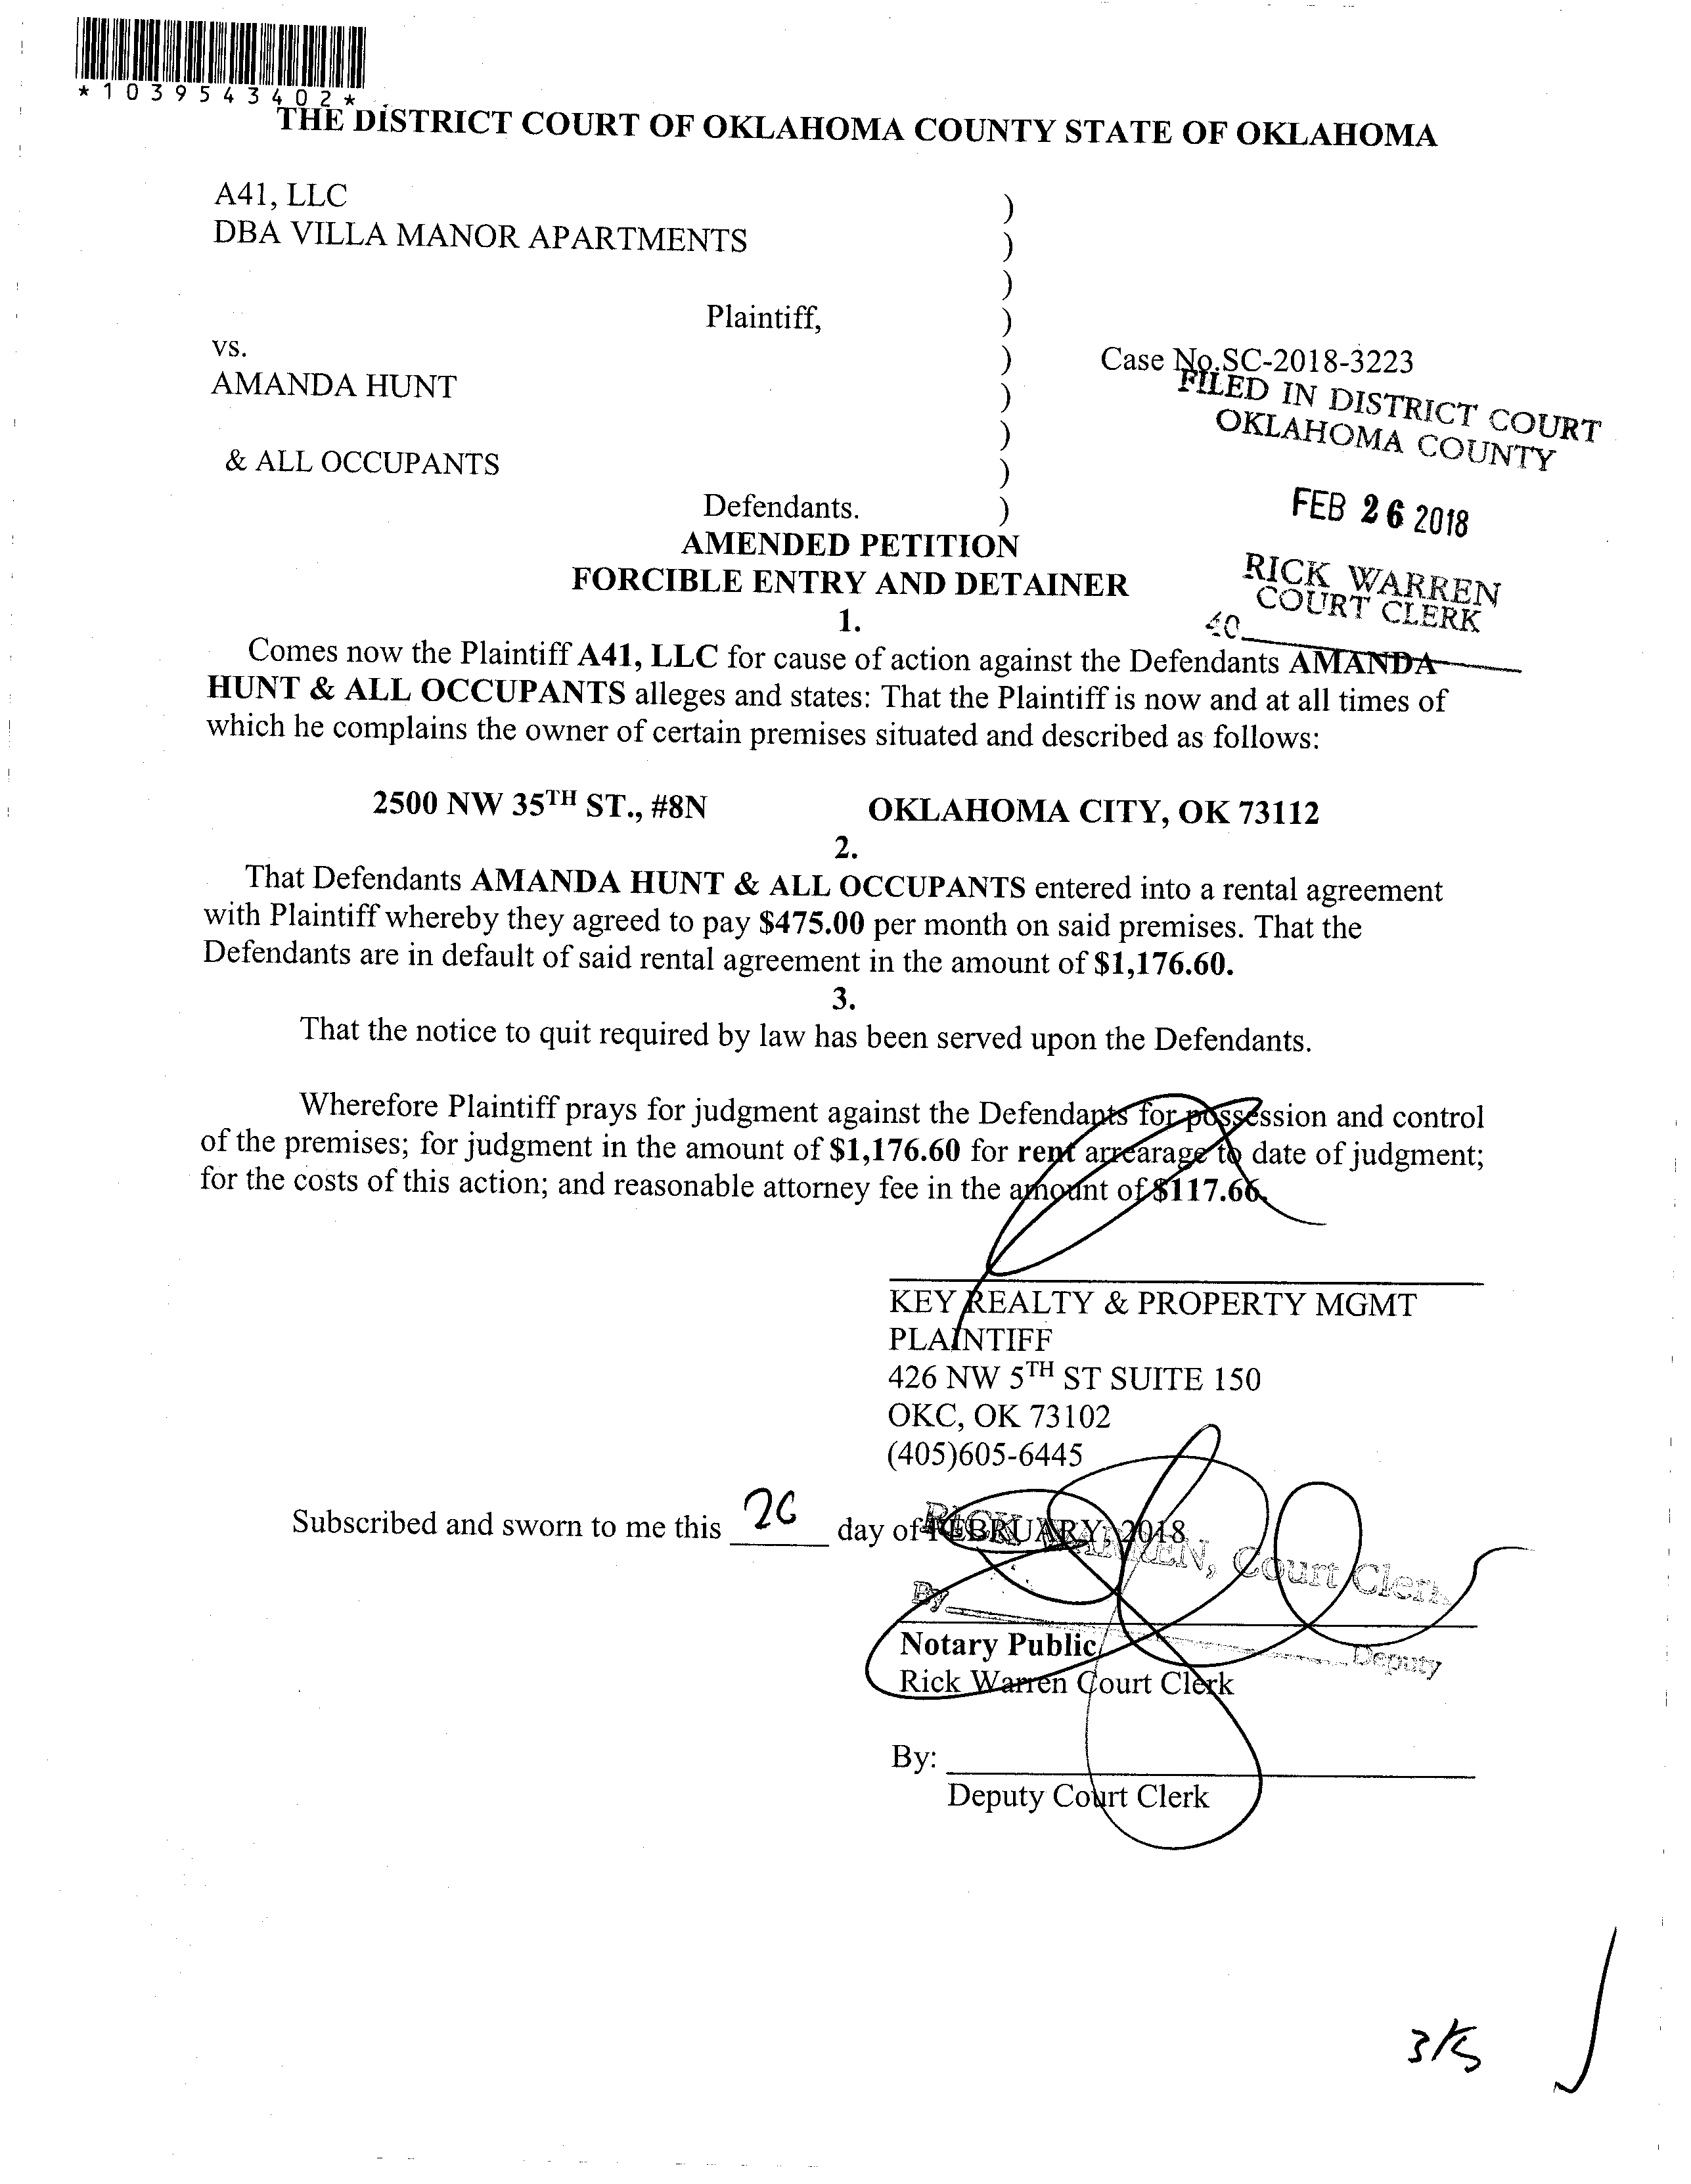 *1039543402*
THE DISTRICT COURT OF OKLAHOMA COUNTY STATE OF OKLAHOMA
A41, LLC )
DBA VILLA MANOR APARTMENTS )
)
Plaintiff, )
vs. )
Case No.SC-2018-3223
AMANDA HUNT )
FILED IN DISTRICT COURT
OKLAHOMA COUNTY
)
& ALL OCCUPANTS )
Defendants. )
FEB 26 2018
AMENDED PETITION
FORCIBLE ENTRY AND DETAINER
RICK WARREN
COURT CLERK
1.
40
Comes now the Plaintiff A41, LLC for cause of action against the Defendants AMANDA
HUNT & ALL OCCUPANTS alleges and states: That the Plaintiff is now and at all times of
which he complains the owner of certain premises situated and described as follows:
2500 NW 35TH ST., #8N OKLAHOMA CITY, OK 73112
2.
That Defendants AMANDA HUNT & ALL OCCUPANTS entered into a rental agreement
with Plaintiff whereby they agreed to pay $475.00 per month on said premises. That the
Defendants are in default of said rental agreement in the amount of $1,176.60.
3.
That the notice to quit required by law has been served upon the Defendants.
Wherefore Plaintiff prays for judgment against the Defendants for possession and control
of the premises; for judgment in the amount of $1,176.60 for rent arrearage to date of judgment;
for the costs of this action; and reasonable attorney fee in the amount of $117.66.
KEY REALTY & PROPERTY MGMT
PLAINTIFF
426 NW 5TH ST SUITE 150
OKC, OK 73102
(405)605-6445
Subscribed and sworn to me this 26 day of FEBRUARY, 2018
RICK WARREN, Court Clerk
By
Deputy
Notary Public
Rick Warren Court Clerk
By:
Deputy Court Clerk